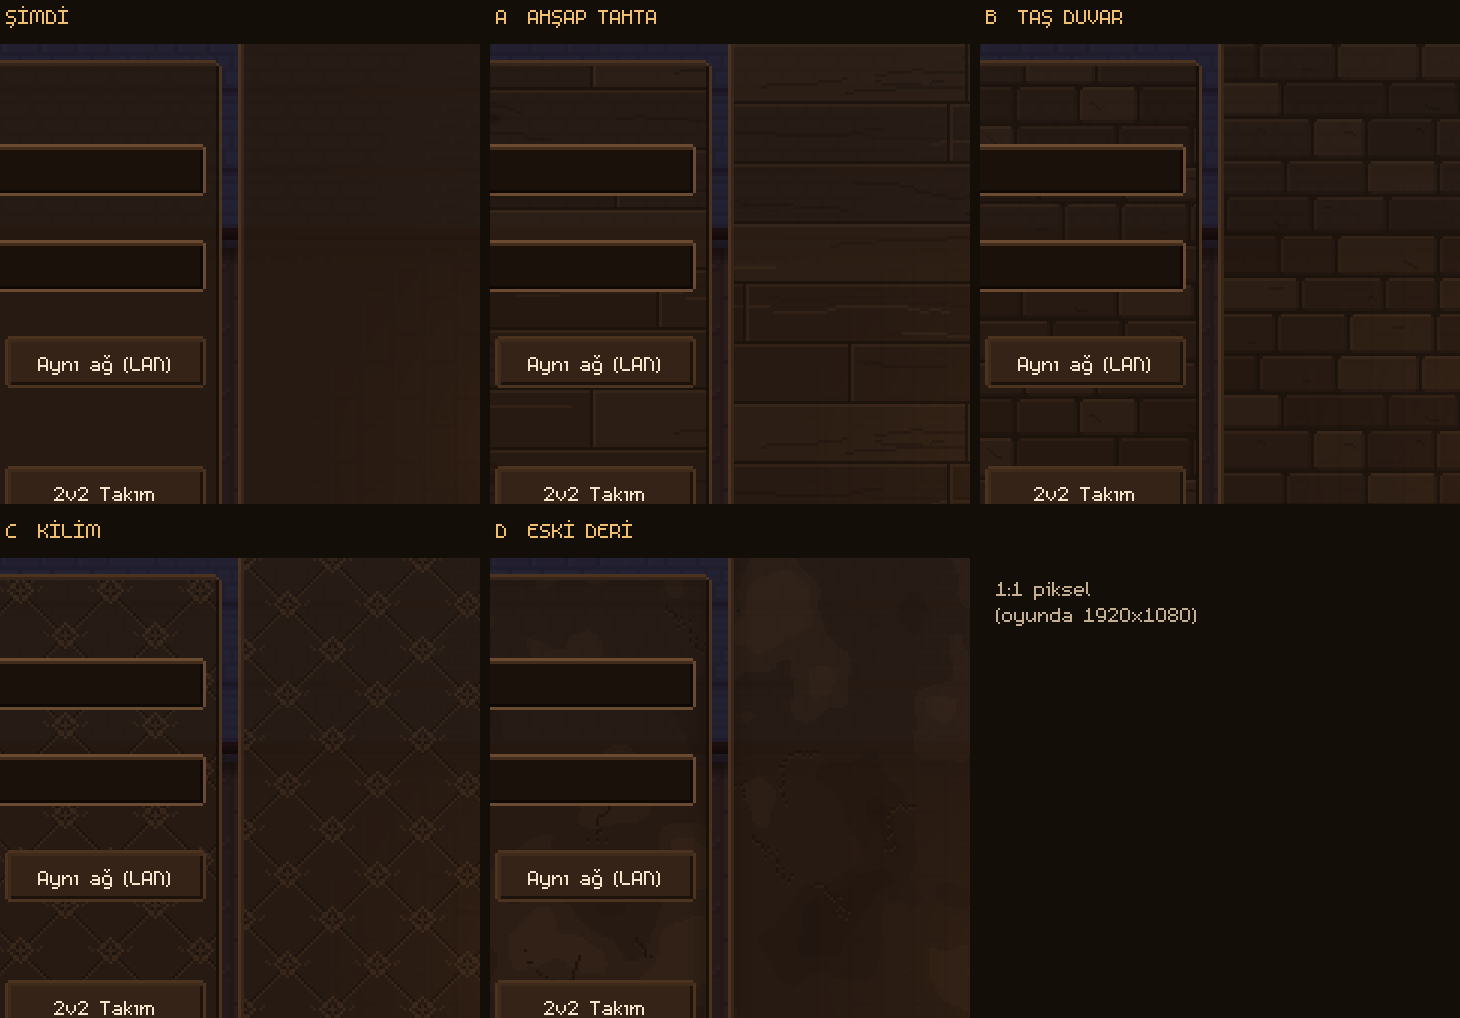 ŞİMDİ
A AHŞAP TAHTA
B TAŞ DUVAR
Aynı ağ (LAN)
Aynı ağ (LAN)
Aynı ağ (LAN)
2v2 Takım
2v2 Takım
2v2 Takım
C KİLİM
D ESKİ DERİ
1:1 piksel
(oyunda 1920x1080)
Aynı ağ (LAN)
Aynı ağ (LAN)
2v2 Takım
2v2 Takım